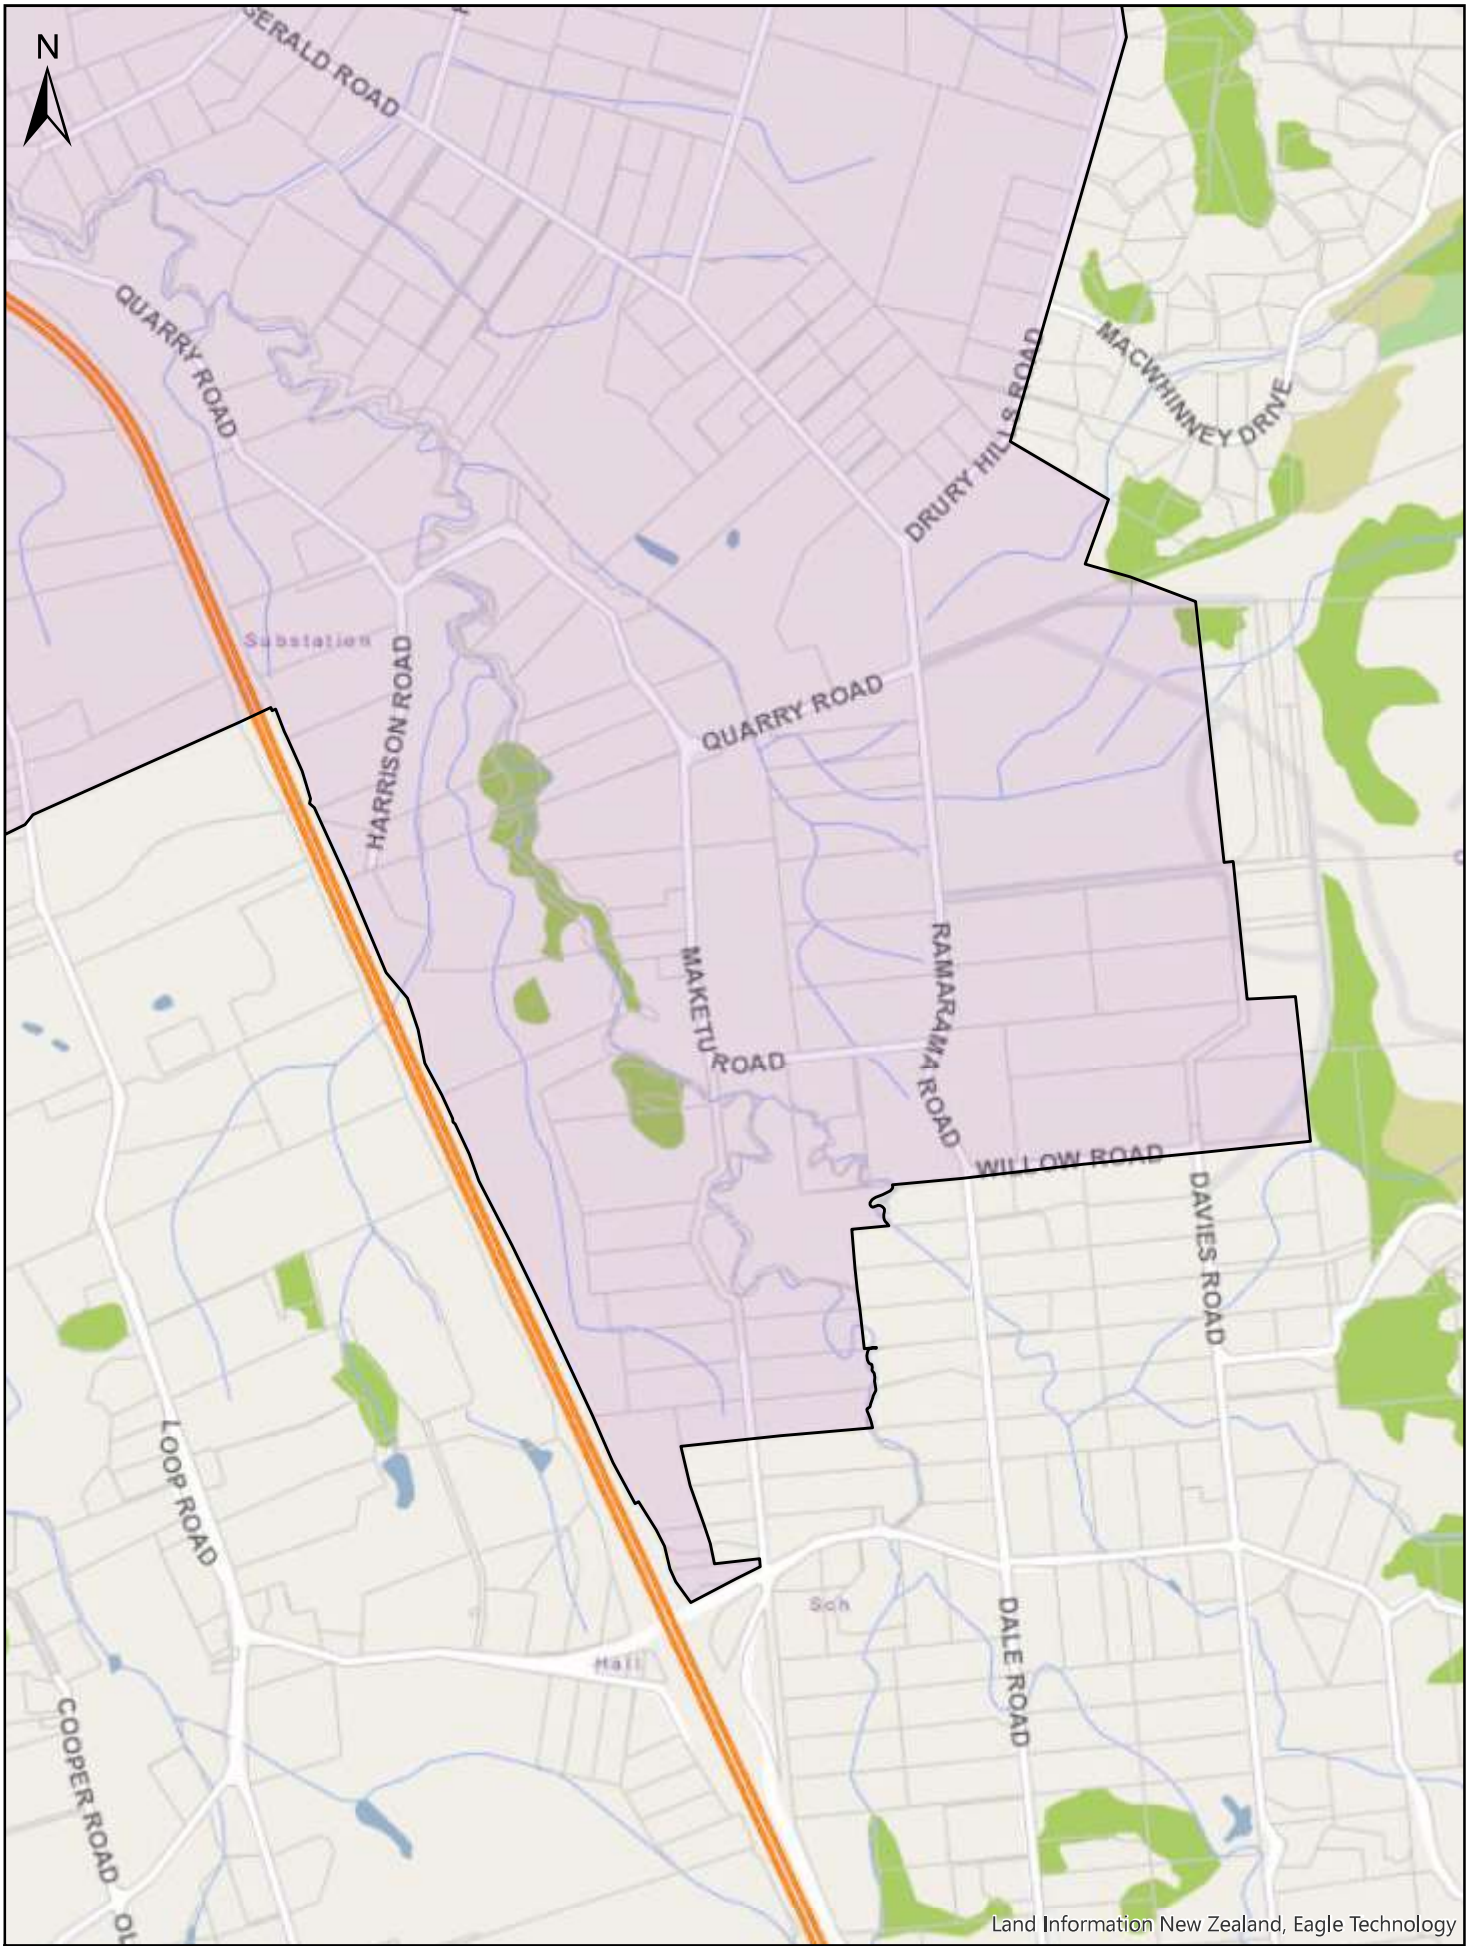 N
GERALD ROAD
QUARRY ROAD
MACWHINNEY DRIVE
DRURY HILLS ROAD
Substation
HARRISON ROAD
QUARRY ROAD
RAMARAMA ROAD
MAKETU ROAD
WILLOW ROAD
DAVIES ROAD
LOOP ROAD
Sch
DALE ROAD
Hall
COOPER ROAD
Land Information New Zealand, Eagle Technology